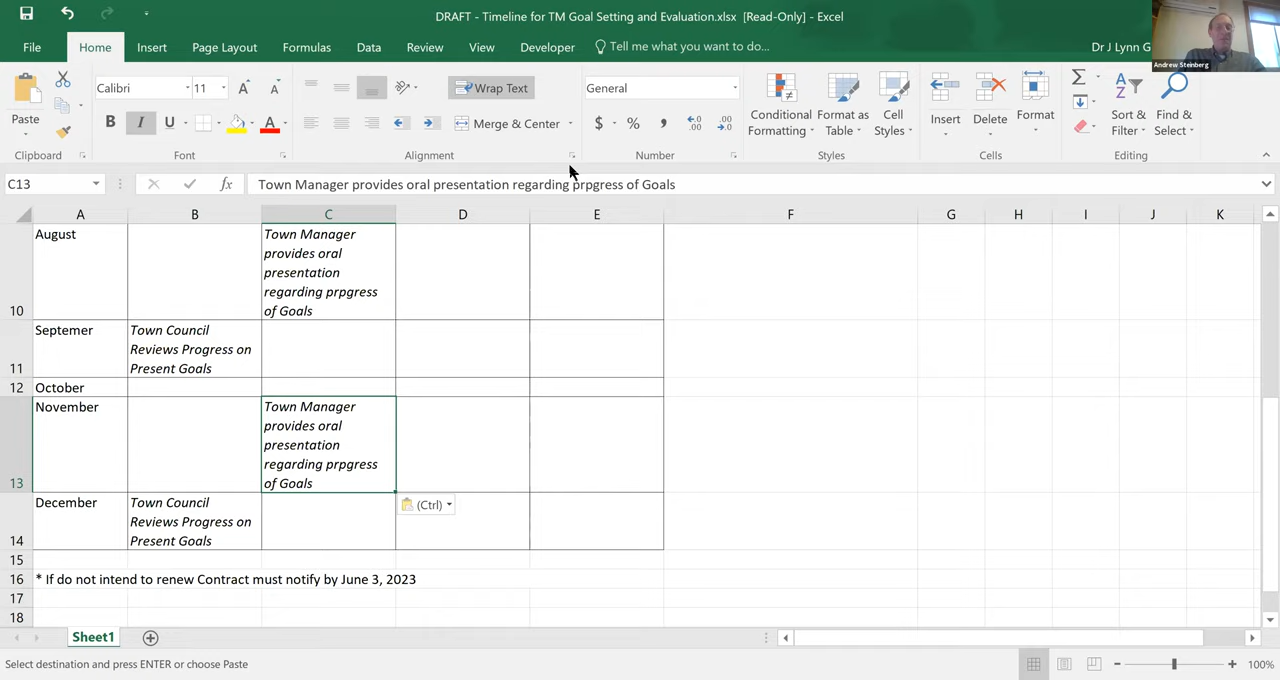 DRAFT - Timeline for TM Goal Setting and Evaluation.xlsx [Read-Only] - Excel
File Home Insert Page Layout Formulas Data Review View Developer Tell me what you want to do... Dr J Lynn G
Andrew Steinberg
Calibri 11 Wrap Text General
Paste B I U Merge & Center $ % Conditional Formatting Format as Table Cell Styles Insert Delete Format Sort & Filter Find & Select
Clipboard Font Alignment Number Styles Cells Editing
C13 fx Town Manager provides oral presentation regarding prpgress of Goals
A B C D E F G H I J K
August
Town Manager
provides oral
presentation
regarding prpgress
10 of Goals
Septemer Town Council
Reviews Progress on
11 Present Goals
12 October
November Town Manager
provides oral
presentation
regarding prpgress
13 of Goals
December Town Council
(Ctrl)
Reviews Progress on
14 Present Goals
15
16 * If do not intend to renew Contract must notify by June 3, 2023
17
18
Sheet1
Select destination and press ENTER or choose Paste 100%